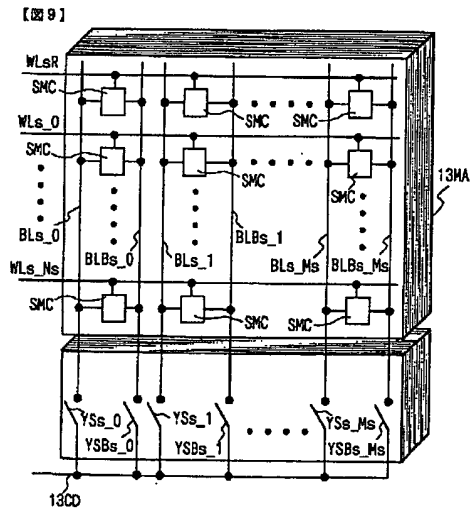 【図9】
WLsR
SMC
SMC
SMC
WLs_0
SMC
SMC
SMC
13MA
BLs_0
BLBs_0
BLs_1
BLBs_1
BLs_Ms
BLBs_Ms
WLs_Ns
SMC
SMC
SMC
YSs_0
YSBs_0
YSs_1
YSBs_1
YSs_Ms
YSBs_Ms
13CD